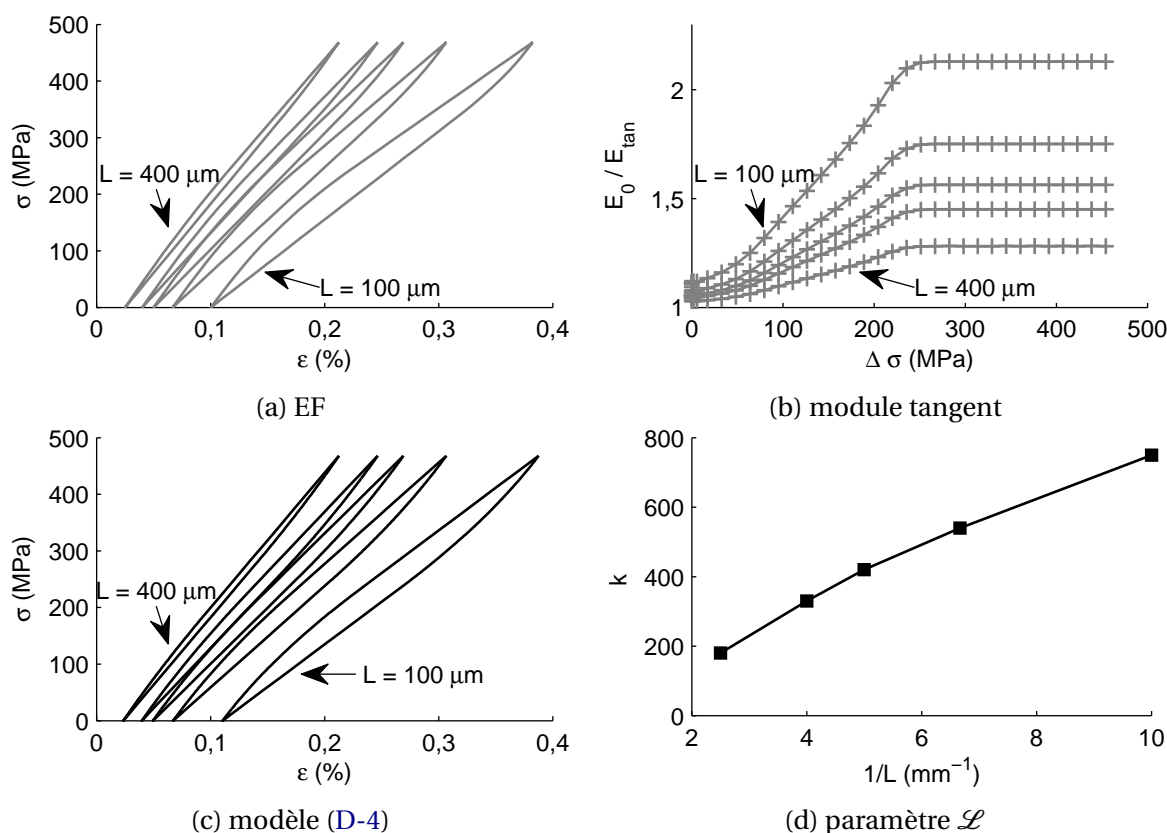 500
400
300
200
100
0
σ (MPa)
L = 400 μm
L = 100 μm
0 0,1 0,2 0,3 0,4
ε (%)
(a) EF
2
1,5
1
E0 / Etan
L = 100 μm
L = 400 μm
0 100 200 300 400 500
Δ σ (MPa)
(b) module tangent
500
400
300
200
100
0
σ (MPa)
L = 400 μm
L = 100 μm
0 0,1 0,2 0,3 0,4
ε (%)
(c) modèle (D-4)
800
600
400
200
0
k
2 4 6 8 10
1/L (mm⁻¹)
(d) paramètre ℒ